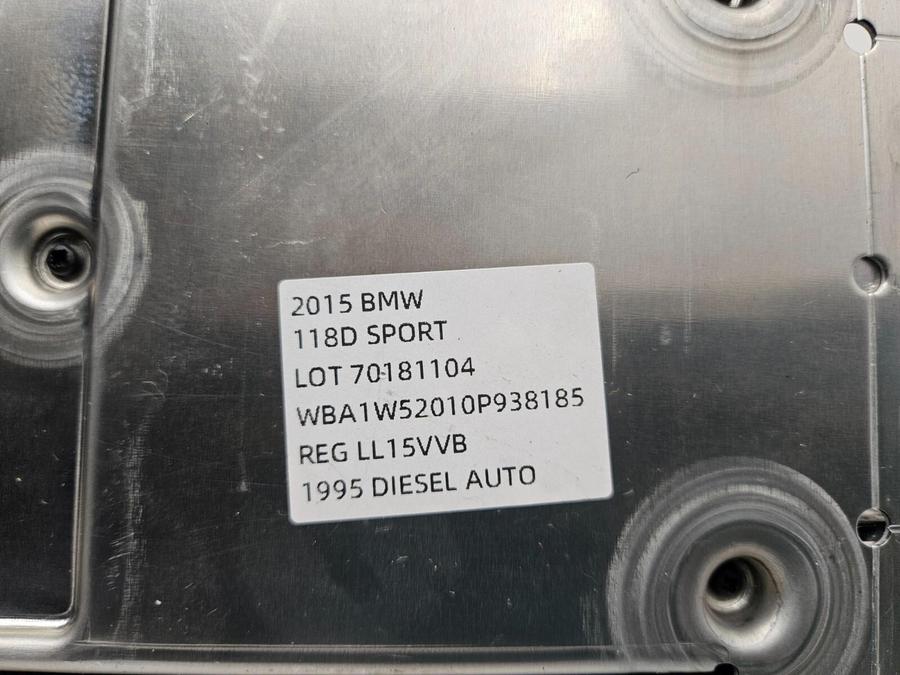 2015 BMW
118D SPORT
LOT 70181104
WBA1W52010P938185
REG LL15VVB
1995 DIESEL AUTO